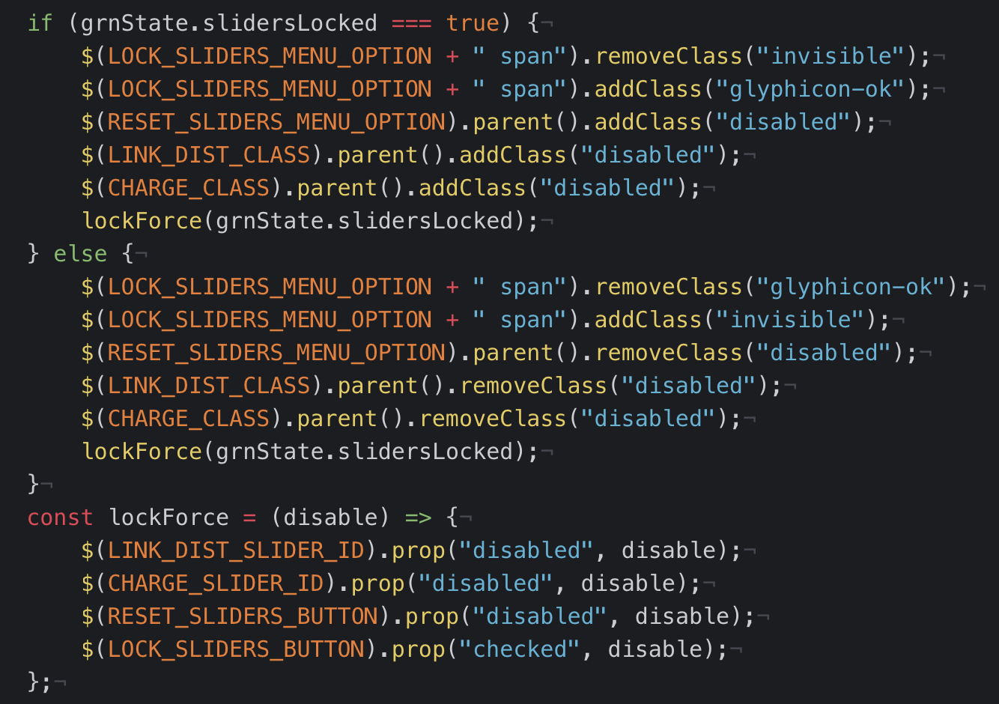 if (grnState.slidersLocked === true) {¬
    $(LOCK_SLIDERS_MENU_OPTION + " span").removeClass("invisible");¬
    $(LOCK_SLIDERS_MENU_OPTION + " span").addClass("glyphicon-ok");¬
    $(RESET_SLIDERS_MENU_OPTION).parent().addClass("disabled");¬
    $(LINK_DIST_CLASS).parent().addClass("disabled");¬
    $(CHARGE_CLASS).parent().addClass("disabled");¬
    lockForce(grnState.slidersLocked);¬
} else {¬
    $(LOCK_SLIDERS_MENU_OPTION + " span").removeClass("glyphicon-ok");¬
    $(LOCK_SLIDERS_MENU_OPTION + " span").addClass("invisible");¬
    $(RESET_SLIDERS_MENU_OPTION).parent().removeClass("disabled");¬
    $(LINK_DIST_CLASS).parent().removeClass("disabled");¬
    $(CHARGE_CLASS).parent().removeClass("disabled");¬
    lockForce(grnState.slidersLocked);¬
}¬
const lockForce = (disable) => {¬
    $(LINK_DIST_SLIDER_ID).prop("disabled", disable);¬
    $(CHARGE_SLIDER_ID).prop("disabled", disable);¬
    $(RESET_SLIDERS_BUTTON).prop("disabled", disable);¬
    $(LOCK_SLIDERS_BUTTON).prop("checked", disable);¬
};¬